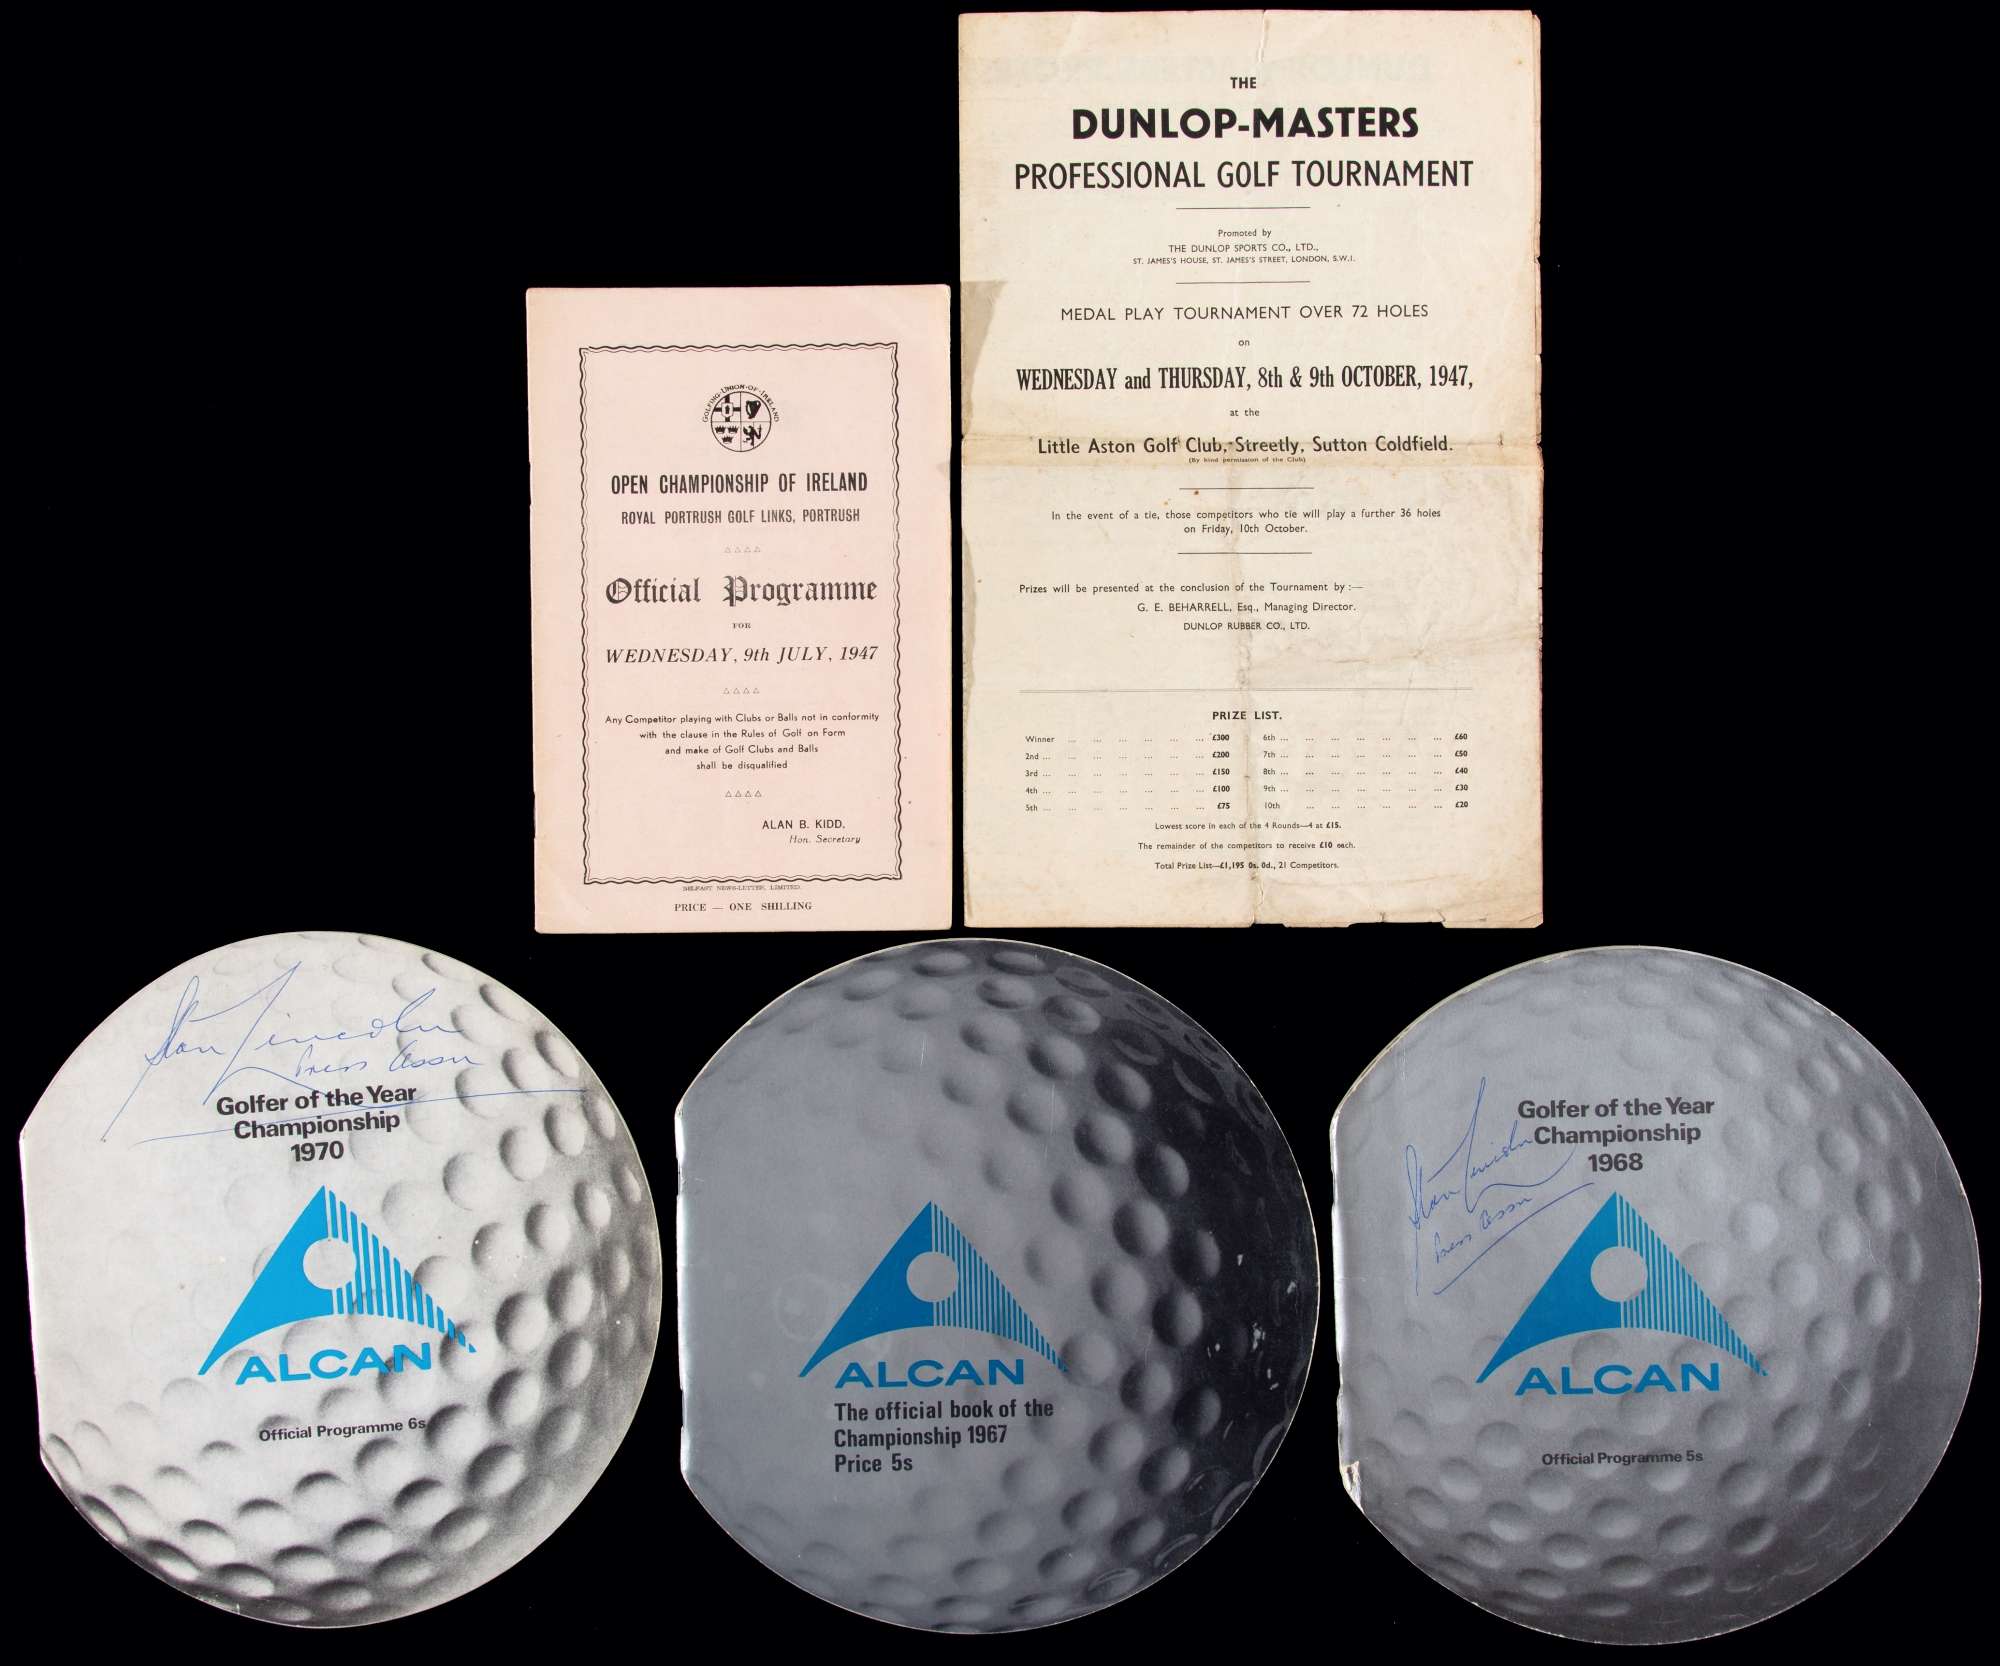 THE
DUNLOP-MASTERS
PROFESSIONAL GOLF TOURNAMENT
Promoted by
THE DUNLOP SPORTS CO., LTD.,
ST. JAMES'S HOUSE, ST. JAMES'S STREET, LONDON, S.W.I.
MEDAL PLAY TOURNAMENT OVER 72 HOLES
on
WEDNESDAY and THURSDAY, 8th & 9th OCTOBER, 1947,
at the
Little Aston Golf Club, Streetly, Sutton Coldfield.
(By kind permission of the Club)
In the event of a tie, those competitors who tie will play a further 36 holes
on Friday, 10th October.
Prizes will be presented at the conclusion of the Tournament by :—
G. E. BEHARRELL, Esq., Managing Director.
DUNLOP RUBBER CO., LTD.
PRIZE LIST.
Winner ... ... ... ... ... ... £300 6th ... ... ... ... ... ... ... £60
2nd ... ... ... ... ... ... ... £200 7th ... ... ... ... ... ... ... £50
3rd ... ... ... ... ... ... ... £150 8th ... ... ... ... ... ... ... £40
4th ... ... ... ... ... ... ... £100 9th ... ... ... ... ... ... ... £30
5th ... ... ... ... ... ... ... £75 10th ... ... ... ... ... ... £20
Lowest score in each of the 4 Rounds—4 at £15.
The remainder of the competitors to receive £10 each.
Total Prize List—£1,195 0s. 0d., 21 Competitors.
GOLFING·UNION·OF·IRELAND
OPEN CHAMPIONSHIP OF IRELAND
ROYAL PORTRUSH GOLF LINKS, PORTRUSH
Official Programme
FOR
WEDNESDAY, 9th JULY, 1947
Any Competitor playing with Clubs or Balls not in conformity
with the clause in the Rules of Golf on Form
and make of Golf Clubs and Balls
shall be disqualified
ALAN B. KIDD,
Hon. Secretary
BELFAST NEWS-LETTER, LIMITED.
PRICE — ONE SHILLING
Stan Lincoln
Press Assn
Golfer of the Year
Championship
1970
ALCAN
Official Programme 6s
ALCAN
The official book of the
Championship 1967
Price 5s
Golfer of the Year
Championship
1968
Stan Lincoln
Press Assn
ALCAN
Official Programme 5s